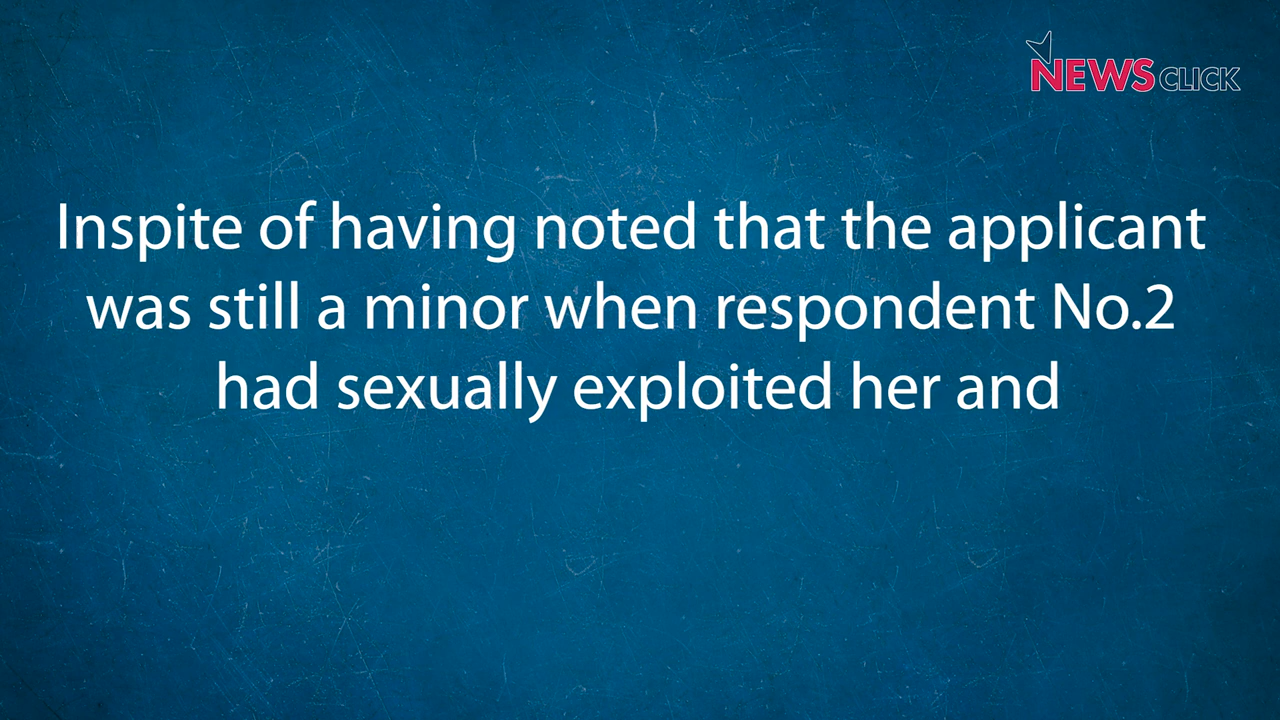 NEWSCLICK
Inspite of having noted that the applicant
was still a minor when respondent No.2
had sexually exploited her and